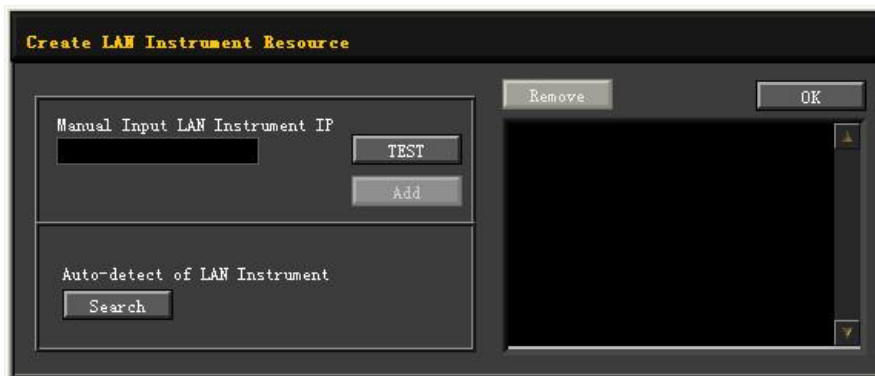 Create LAN Instrument Resource
Remove
OK
Manual Input LAN Instrument IP
TEST
Add
Auto-detect of LAN Instrument
Search